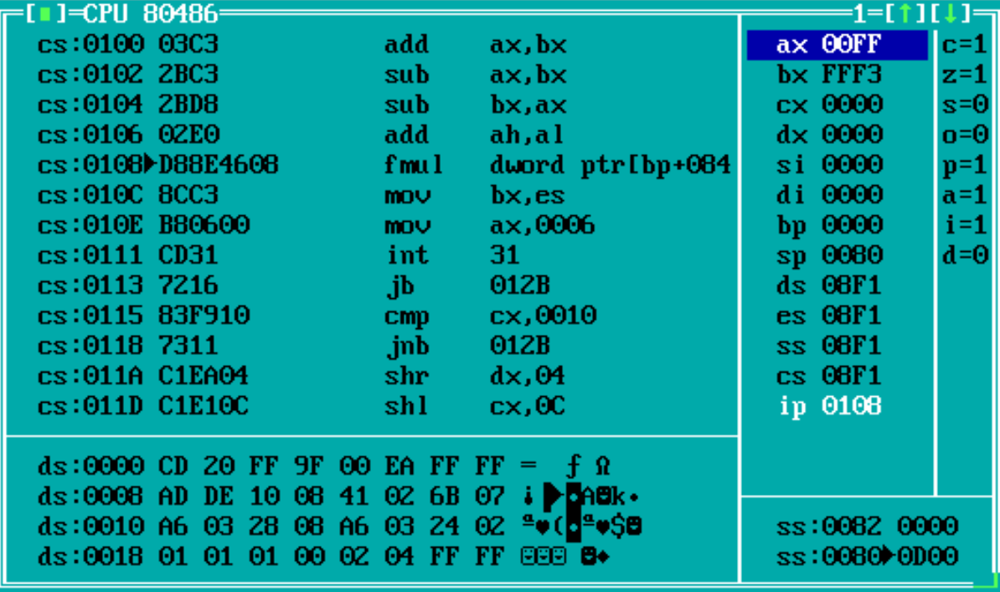 [■]=CPU 80486 1=[↑][↓]
cs:0100 03C3 add ax,bx
cs:0102 2BC3 sub ax,bx
cs:0104 2BD8 sub bx,ax
cs:0106 02E0 add ah,al
cs:0108►D88E4608 fmul dword ptr[bp+084
cs:010C 8CC3 mov bx,es
cs:010E B80600 mov ax,0006
cs:0111 CD31 int 31
cs:0113 7216 jb 012B
cs:0115 83F910 cmp cx,0010
cs:0118 7311 jnb 012B
cs:011A C1EA04 shr dx,04
cs:011D C1E10C shl cx,0C
ax 00FF c=1
bx FFF3 z=1
cx 0000 s=0
dx 0000 o=0
si 0000 p=1
di 0000 a=1
bp 0000 i=1
sp 0080 d=0
ds 08F1
es 08F1
ss 08F1
cs 08F1
ip 0108
ds:0000 CD 20 FF 9F 00 EA FF FF = ƒ Ω
ds:0008 AD DE 10 08 41 02 6B 07 ¡ ►◘A☻k•
ds:0010 A6 03 28 08 A6 03 24 02 ª♥(◘ª♥$☻
ds:0018 01 01 01 00 02 04 FF FF ☺☺☺ ☻♦
ss:0082 0000
ss:0080►0D00